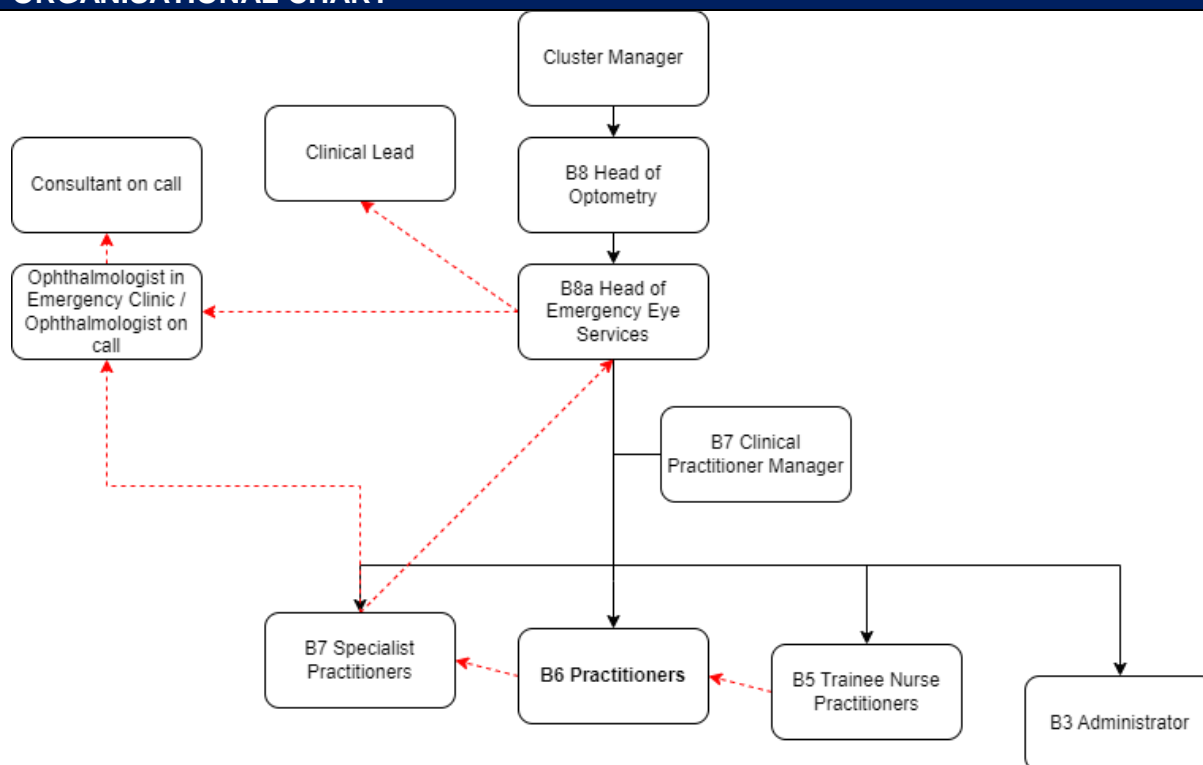 ORGANISATIONAL CHART
Cluster Manager
Clinical Lead
Consultant on call
B8 Head of
Optometry
Ophthalmologist in
Emergency Clinic /
Ophthalmologist on
call
B8a Head of
Emergency Eye
Services
B7 Clinical
Practitioner Manager
B7 Specialist
Practitioners
B6 Practitioners
B5 Trainee Nurse
Practitioners
B3 Administrator